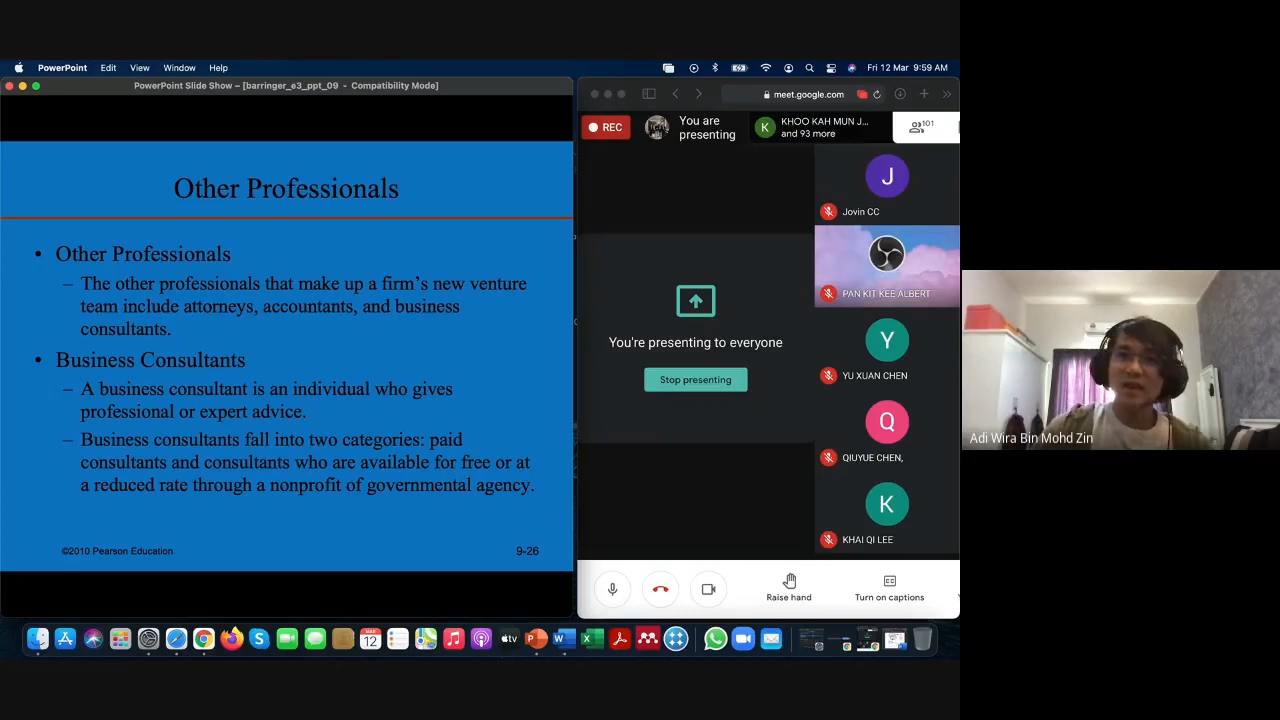 PowerPoint Edit View Window Help
Fri 12 Mar 9:59 AM
PowerPoint Slide Show - [barringer_e3_ppt_09 - Compatibility Mode]
Other Professionals
• Other Professionals
– The other professionals that make up a firm's new venture
team include attorneys, accountants, and business
consultants.
• Business Consultants
– A business consultant is an individual who gives
professional or expert advice.
– Business consultants fall into two categories: paid
consultants and consultants who are available for free or at
a reduced rate through a nonprofit of governmental agency.
©2010 Pearson Education
9-26
meet.google.com
REC
You are
presenting
K
KHOO KAH MUN J...
and 93 more
101
J
Jovin CC
PAN KIT KEE ALBERT
Y
YU XUAN CHEN
Q
QIUYUE CHEN,
K
KHAI QI LEE
You're presenting to everyone
Stop presenting
Raise hand
Turn on captions
Adi Wira Bin Mohd Zin
MAR
12
tv